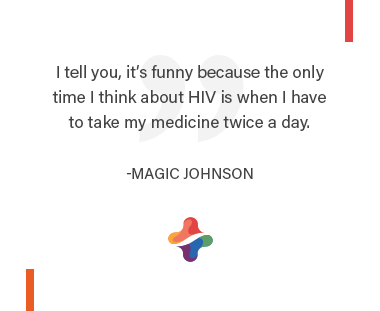 I tell you, it’s funny because the only
time I think about HIV is when I have
to take my medicine twice a day.
-MAGIC JOHNSON